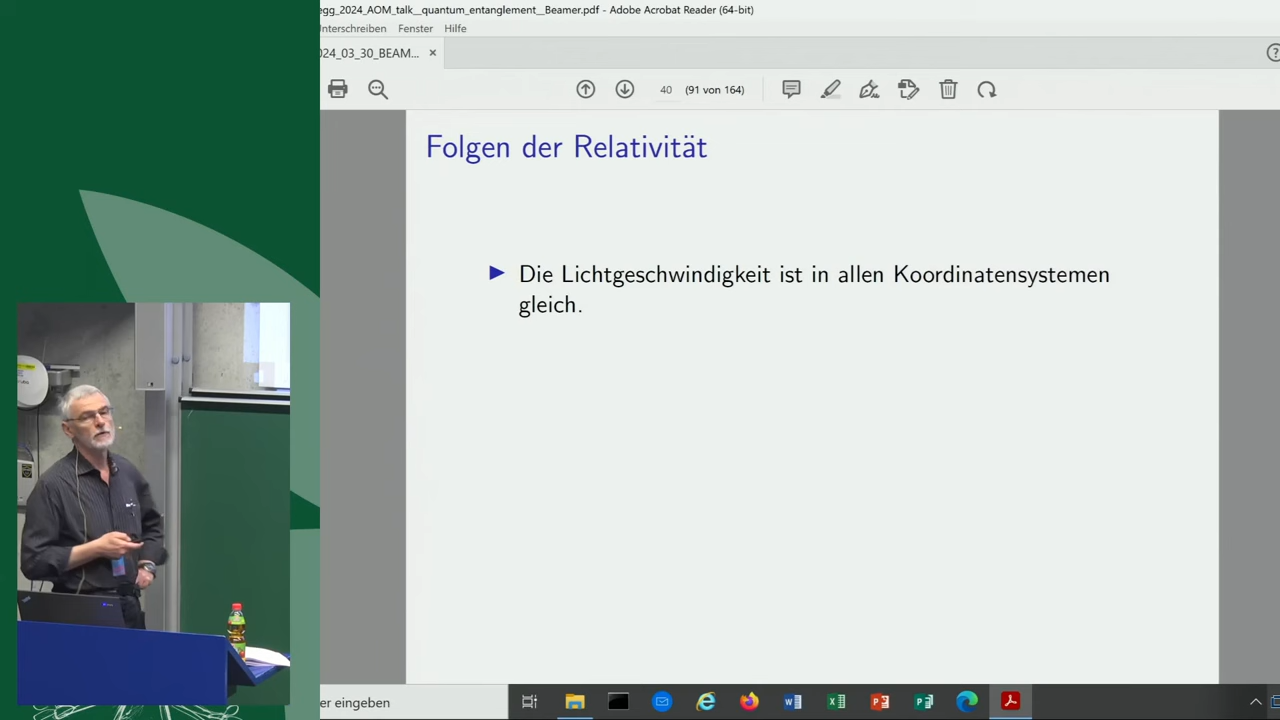 egg_2024_AOM_talk__quantum_entanglement__Beamer.pdf - Adobe Acrobat Reader (64-bit)
Unterschreiben Fenster Hilfe
024_03_30_BEAM... ×
40 (91 von 164)
Folgen der Relativität
Die Lichtgeschwindigkeit ist in allen Koordinatensystemen
gleich.
er eingeben